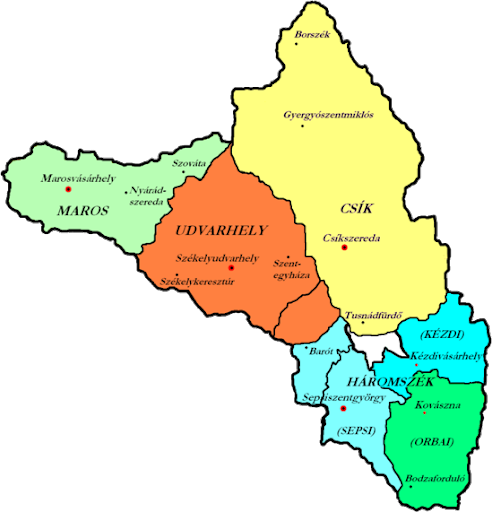 Borszék
Gyergyószentmiklós
Szováta
Marosvásárhely
Nyárád-
szereda
MAROS
CSÍK
UDVARHELY
Csíkszereda
Székelyudvarhely
Szent-
egyháza
Székelykeresztúr
Tusnádfürdő
(KÉZDI)
Barót
Kézdivásárhely
HÁROMSZÉK
Sepsiszentgyörgy
Kovászna
(SEPSI)
(ORBAI)
Bodzaforduló